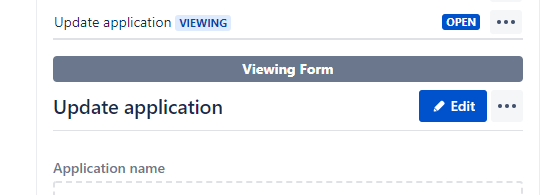 Update application VIEWING OPEN
Viewing Form
Update application Edit
Application name